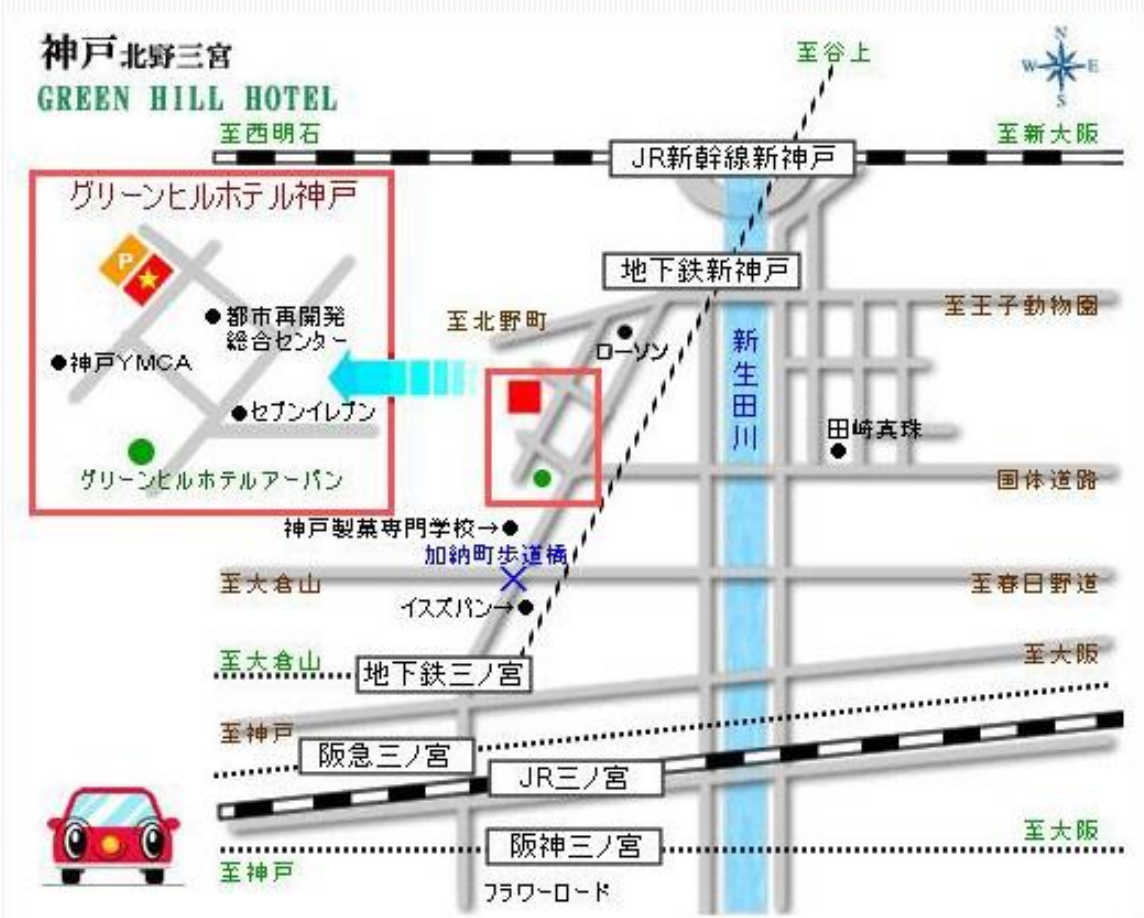 神戸北野三宮
GREEN HILL HOTEL
至谷上
N
W E
S
至西明石
至新大阪
JR新幹線新神戸
グリーンヒルホテル神戸
P
都市再開発
総合センター
神戸YMCA
セブンイレブン
グリーンヒルホテルアーバン
地下鉄新神戸
至北野町
ローソン
至王子動物園
新生田川
田崎真珠
国体道路
神戸製菓専門学校→
加納町歩道橋
至大倉山
至春日野道
イスズパン→
至大倉山
地下鉄三ノ宮
至大阪
至神戸
阪急三ノ宮
JR三ノ宮
阪神三ノ宮
至大阪
至神戸
フラワーロード